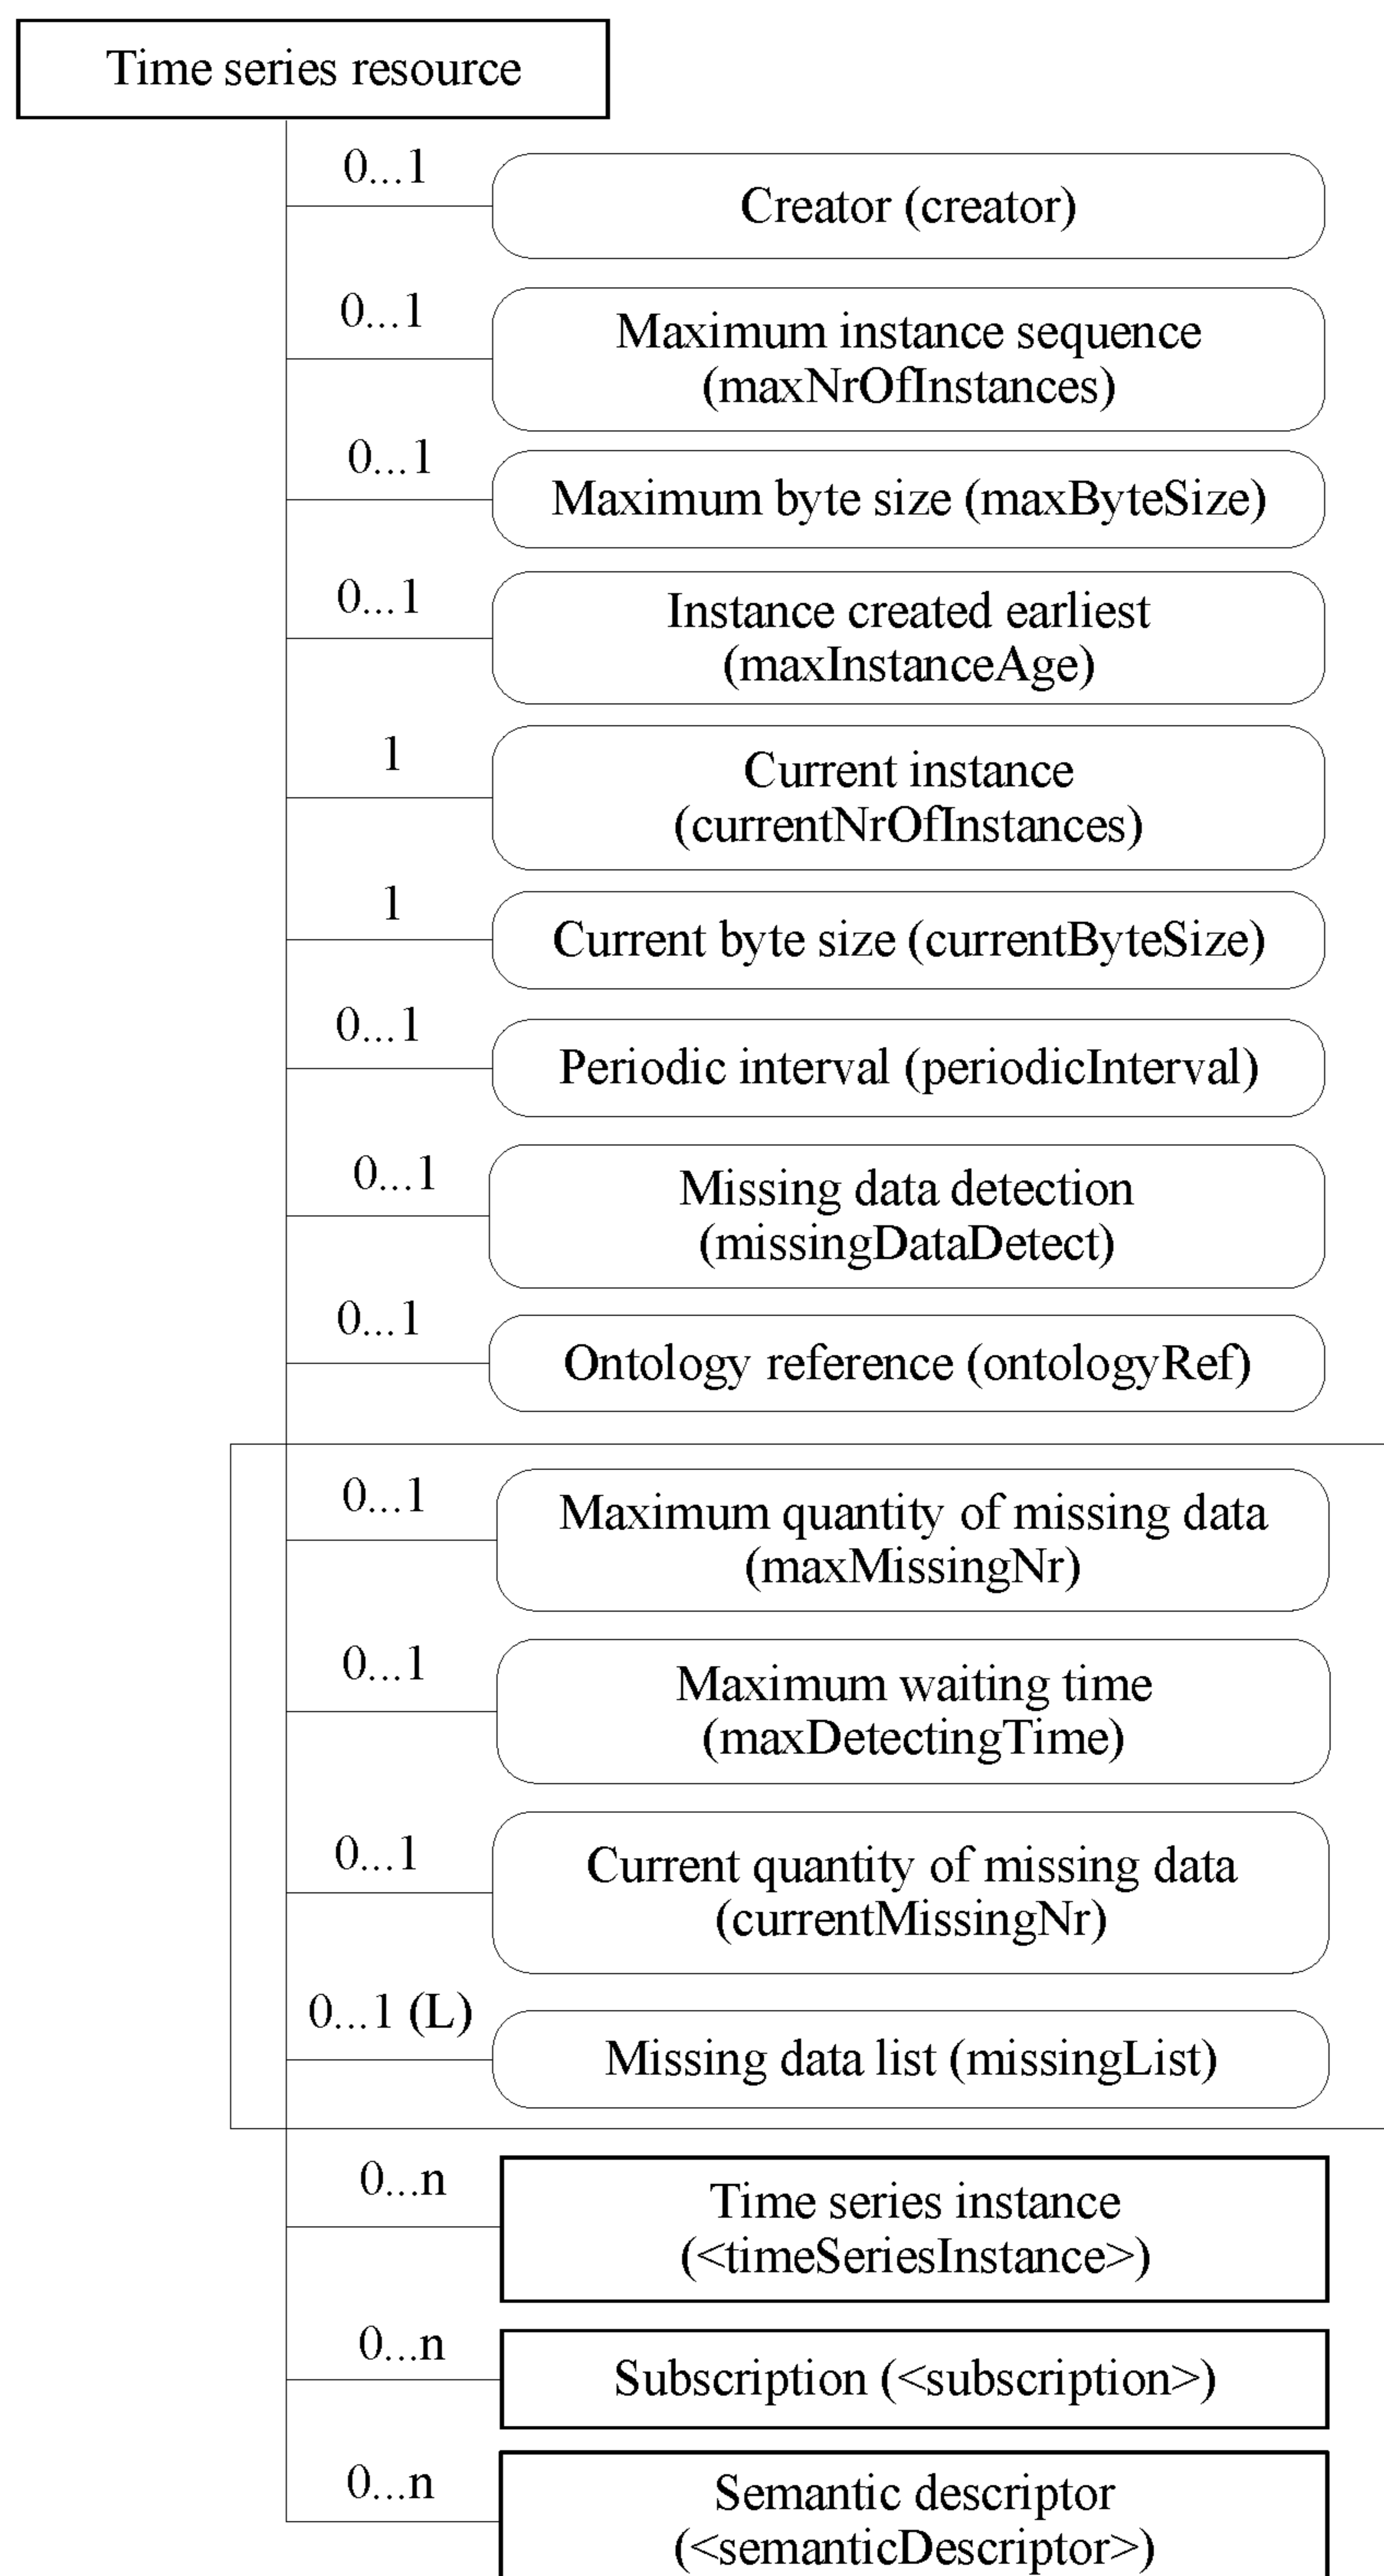 Time series resource
0...1
Creator (creator)
0...1
Maximum instance sequence
(maxNrOfInstances)
0...1
Maximum byte size (maxByteSize)
0...1
Instance created earliest
(maxInstanceAge)
1
Current instance
(currentNrOfInstances)
1
Current byte size (currentByteSize)
0...1
Periodic interval (periodicInterval)
0...1
Missing data detection
(missingDataDetect)
0...1
Ontology reference (ontologyRef)
0...1
Maximum quantity of missing data
(maxMissingNr)
0...1
Maximum waiting time
(maxDetectingTime)
0...1
Current quantity of missing data
(currentMissingNr)
0...1 (L)
Missing data list (missingList)
0...n
Time series instance
(<timeSeriesInstance>)
0...n
Subscription (<subscription>)
0...n
Semantic descriptor
(<semanticDescriptor>)